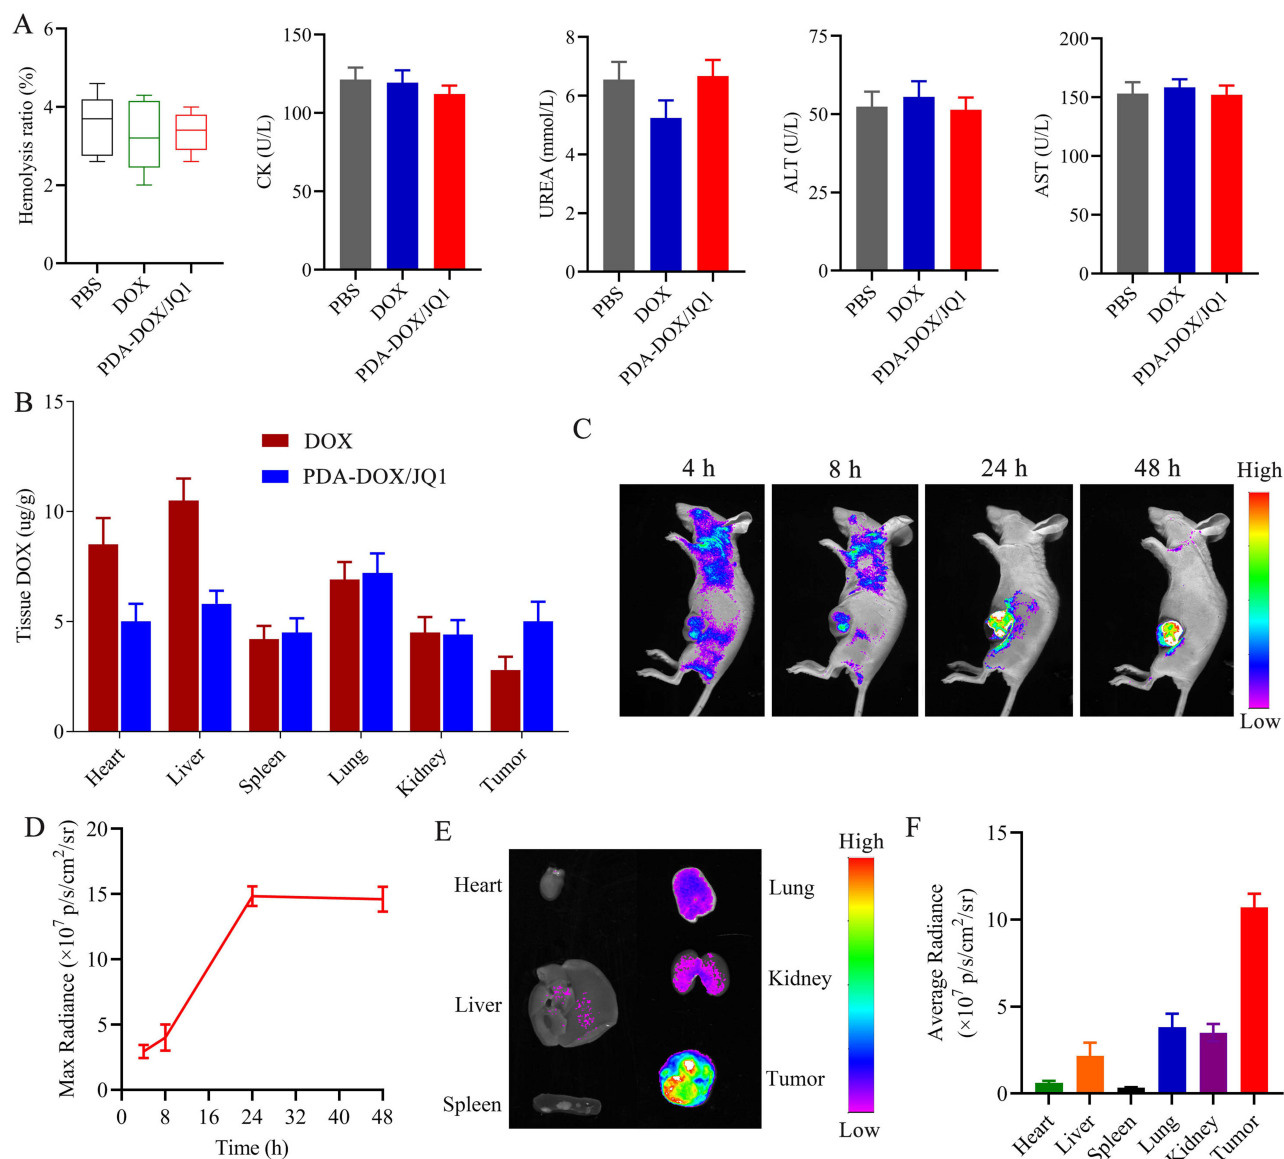 A
Hemolysis ratio (%)
6
4
2
0
PBS
DOX
PDA-DOX/JQ1
CK (U/L)
150
100
50
0
PBS
DOX
PDA-DOX/JQ1
UREA (mmol/L)
8
6
4
2
0
PBS
DOX
PDA-DOX/JQ1
ALT (U/L)
75
50
25
0
PBS
DOX
PDA-DOX/JQ1
AST (U/L)
200
150
100
50
0
PBS
DOX
PDA-DOX/JQ1
B
Tissue DOX (ug/g)
15
10
5
0
DOX
PDA-DOX/JQ1
Heart
Liver
Spleen
Lung
Kidney
Tumor
C
4 h
8 h
24 h
48 h
High
Low
D
Max Radiance (×10⁷ p/s/cm²/sr)
20
15
10
5
0
0
8
16
24
32
40
48
Time (h)
E
Heart
Liver
Spleen
Lung
Kidney
Tumor
High
Low
F
Average Radiance
(×10⁷ p/s/cm²/sr)
15
10
5
0
Heart
Liver
Spleen
Lung
Kidney
Tumor